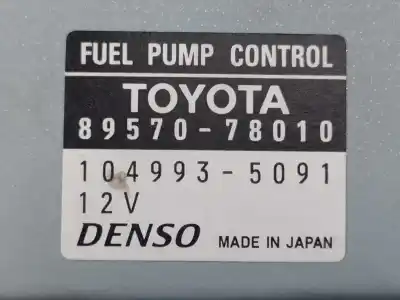 FUEL PUMP CONTROL
TOYOTA
89570-78010
104993-5091
12V
DENSO MADE IN JAPAN